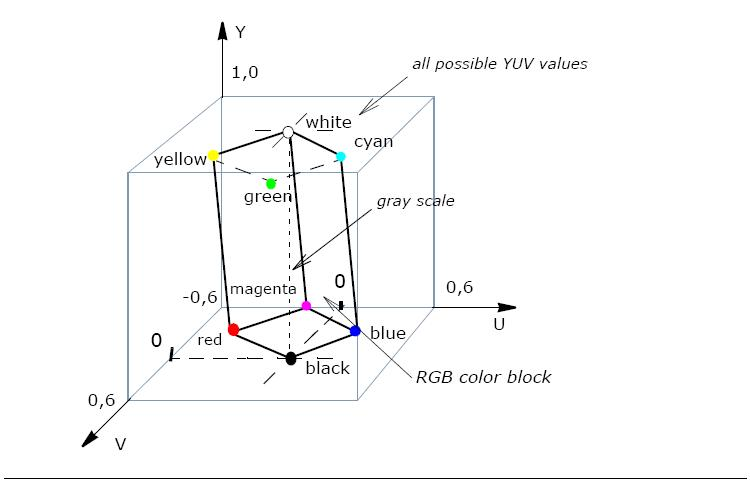 Y
1,0
all possible YUV values
white
cyan
yellow
green
gray scale
0
magenta
-0,6
0,6
U
0
red
blue
black
RGB color block
0,6
V